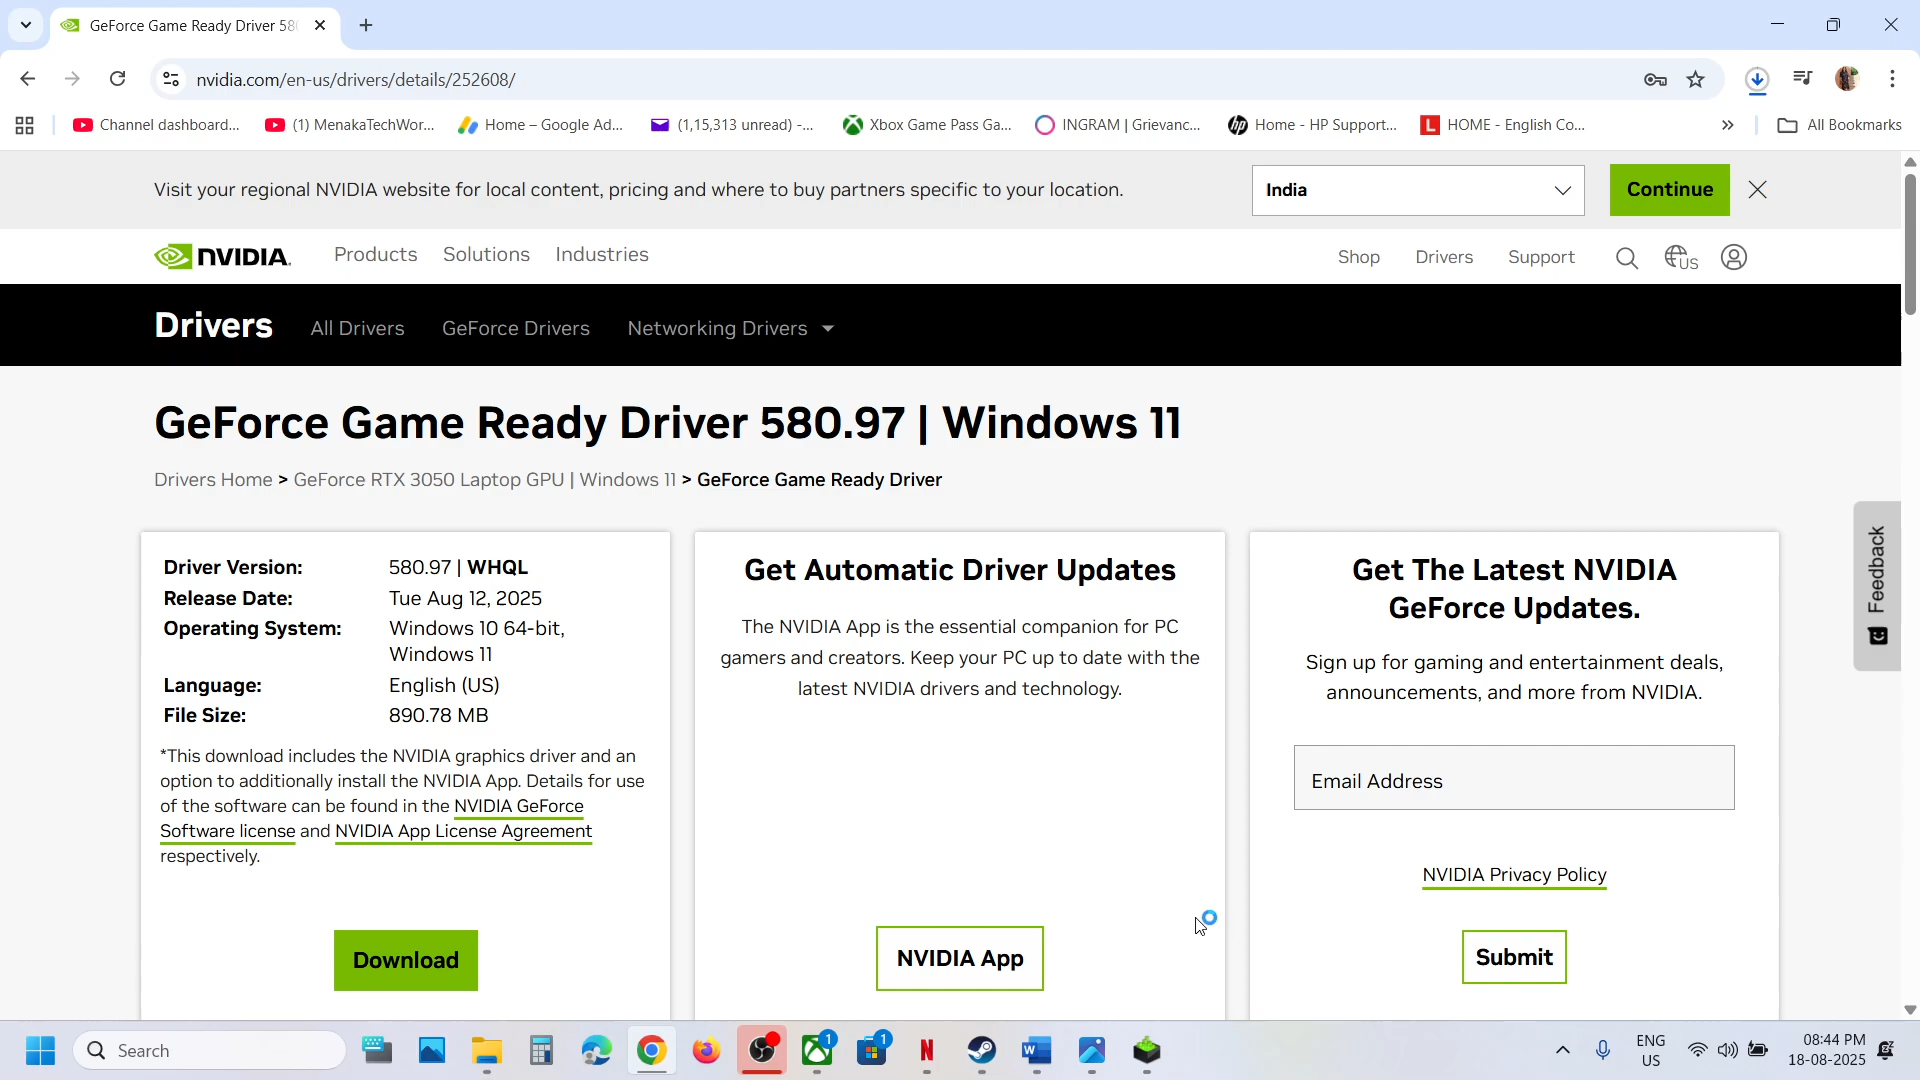 GeForce Game Ready Driver 58
nvidia.com/en-us/drivers/details/252608/
Channel dashboard...
(1) MenakaTechWor...
Home – Google Ad...
(1,15,313 unread) -...
Xbox Game Pass Ga...
INGRAM | Grievanc...
Home - HP Support...
HOME - English Co...
All Bookmarks
Visit your regional NVIDIA website for local content, pricing and where to buy partners specific to your location.
India
Continue
NVIDIA.
Products
Solutions
Industries
Shop
Drivers
Support
US
Drivers
All Drivers
GeForce Drivers
Networking Drivers
GeForce Game Ready Driver 580.97 | Windows 11
Drivers Home > GeForce RTX 3050 Laptop GPU | Windows 11 > GeForce Game Ready Driver
Driver Version: 580.97 | WHQL
Release Date: Tue Aug 12, 2025
Operating System: Windows 10 64-bit,
Windows 11
Language: English (US)
File Size: 890.78 MB
*This download includes the NVIDIA graphics driver and an
option to additionally install the NVIDIA App. Details for use
of the software can be found in the NVIDIA GeForce
Software license and NVIDIA App License Agreement
respectively.
Download
Get Automatic Driver Updates
The NVIDIA App is the essential companion for PC
gamers and creators. Keep your PC up to date with the
latest NVIDIA drivers and technology.
NVIDIA App
Get The Latest NVIDIA
GeForce Updates.
Sign up for gaming and entertainment deals,
announcements, and more from NVIDIA.
Email Address
NVIDIA Privacy Policy
Submit
Feedback
Search
1
1
ENG
US
08:44 PM
18-08-2025